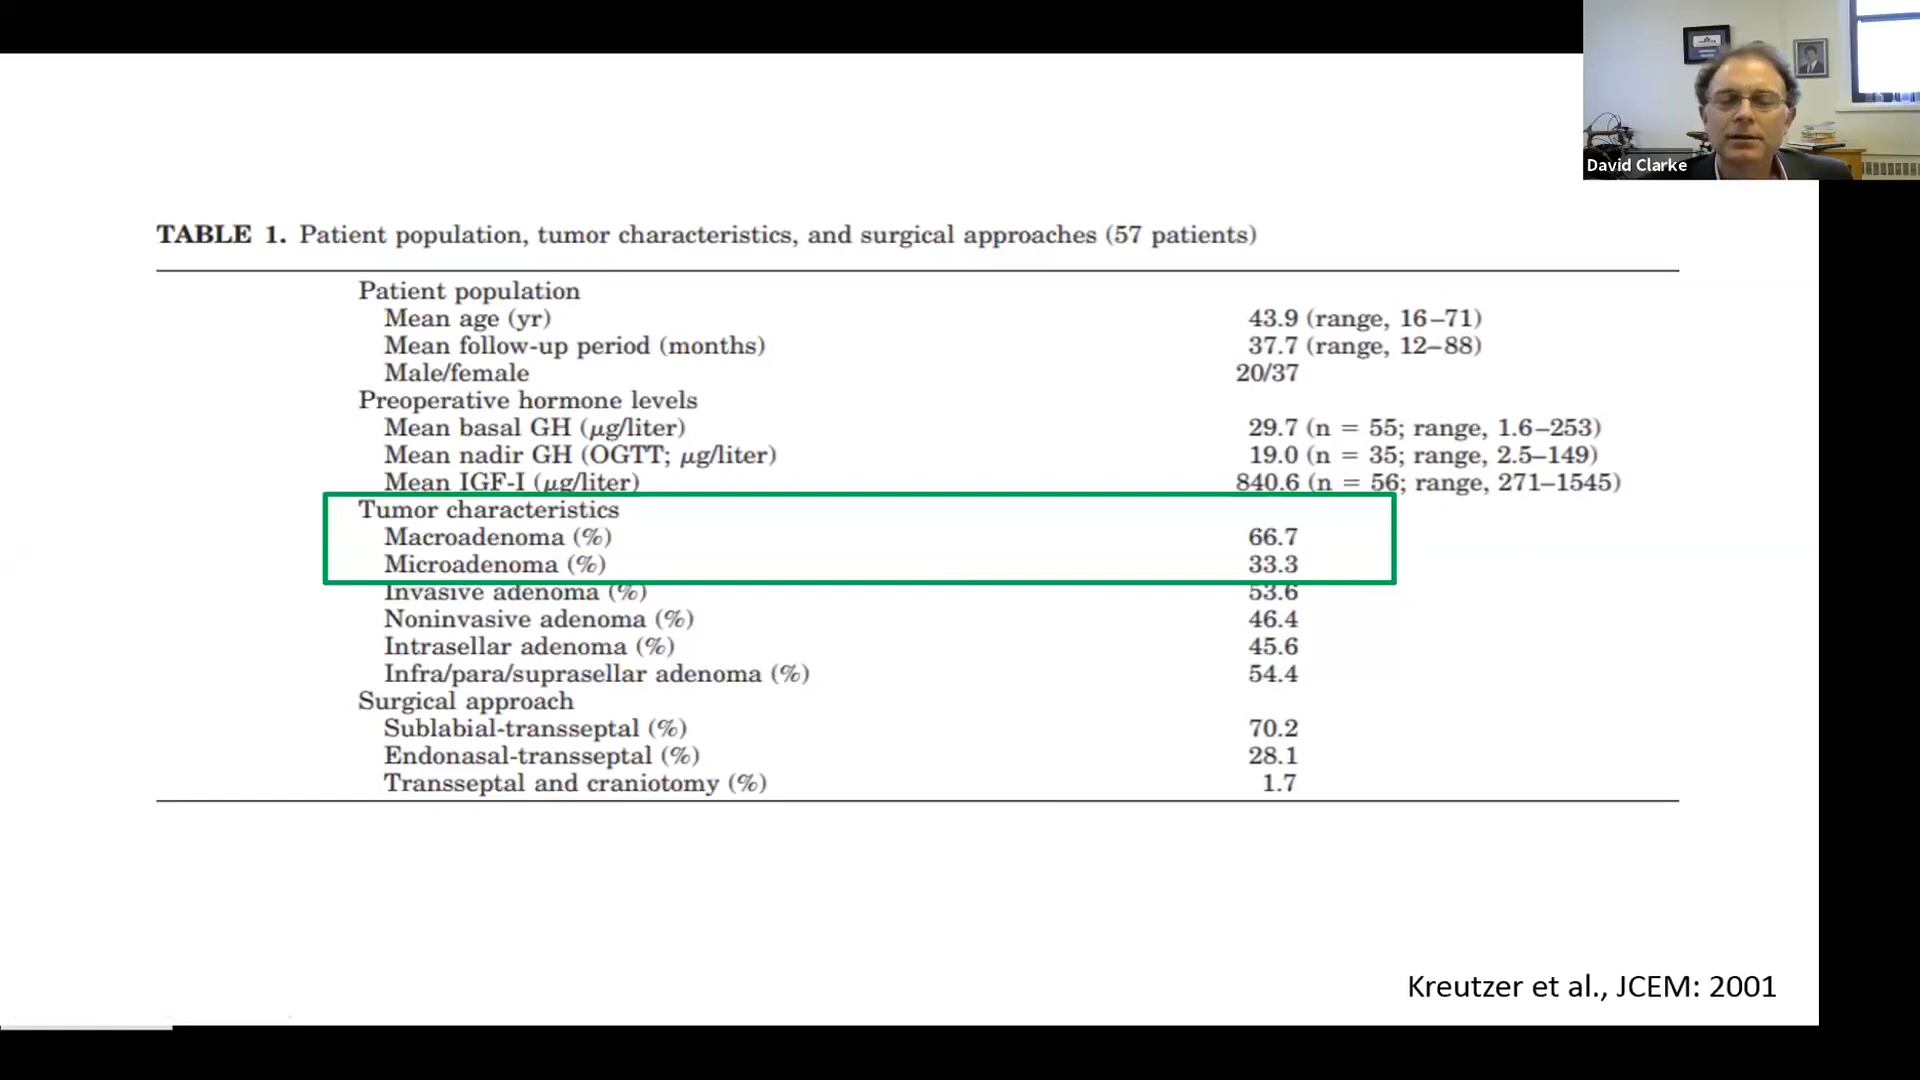 David Clarke
TABLE 1. Patient population, tumor characteristics, and surgical approaches (57 patients)
Patient population
Mean age (yr) 43.9 (range, 16–71)
Mean follow-up period (months) 37.7 (range, 12–88)
Male/female 20/37
Preoperative hormone levels
Mean basal GH (μg/liter) 29.7 (n = 55; range, 1.6–253)
Mean nadir GH (OGTT; μg/liter) 19.0 (n = 35; range, 2.5–149)
Mean IGF-I (μg/liter) 840.6 (n = 56; range, 271–1545)
Tumor characteristics
Macroadenoma (%) 66.7
Microadenoma (%) 33.3
Invasive adenoma (%) 53.6
Noninvasive adenoma (%) 46.4
Intrasellar adenoma (%) 45.6
Infra/para/suprasellar adenoma (%) 54.4
Surgical approach
Sublabial-transseptal (%) 70.2
Endonasal-transseptal (%) 28.1
Transseptal and craniotomy (%) 1.7
Kreutzer et al., JCEM: 2001